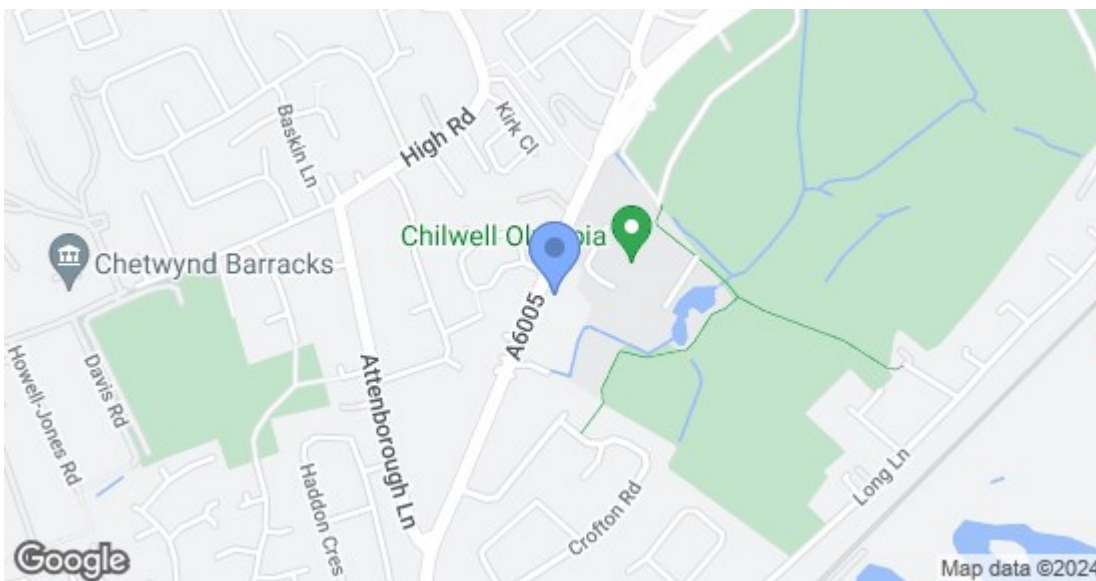 Baskin Ln
High Rd
Kirk Cl
Chilwell Ol pia
Chetwynd Barracks
A6005
Howell-Jones Rd
Davis Rd
Attenborough Ln
Haddon Cres
Crofton Rd
Long Ln
Google
Map data ©2024